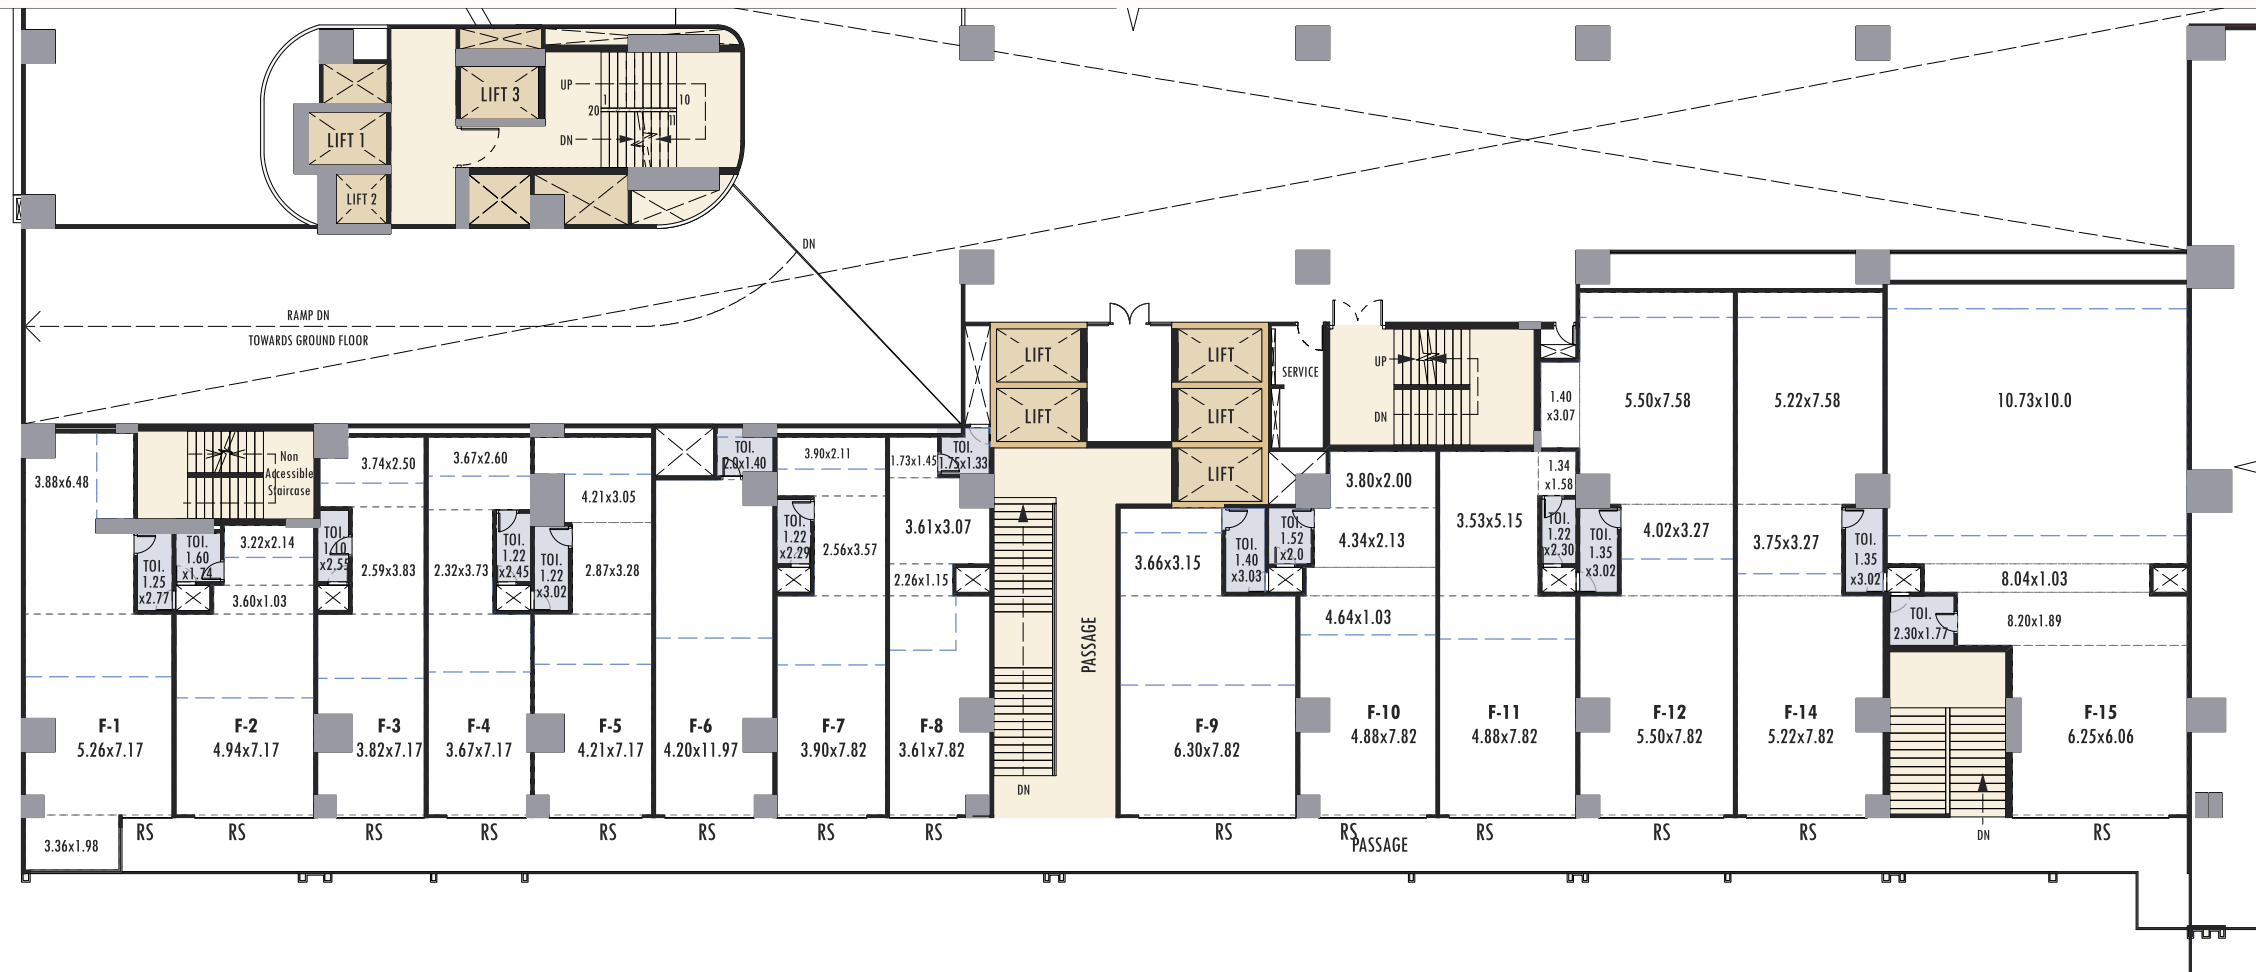 LIFT 3
LIFT 1
LIFT 2
UP
1
10
20
11
DN
DN
RAMP DN
TOWARDS GROUND FLOOR
LIFT
LIFT
LIFT
LIFT
LIFT
SERVICE
UP
DN
1.40
x3.07
1.34
x1.58
Non
Accessible
Staircase
3.88x6.48
TOI.
1.25
x2.77
F-1
5.26x7.17
3.36x1.98
RS
TOI.
1.60
x1.74
3.22x2.14
3.60x1.03
F-2
4.94x7.17
RS
3.74x2.50
TOI.
1.10
x2.55
2.59x3.83
F-3
3.82x7.17
RS
3.67x2.60
2.32x3.73
TOI.
1.22
x2.45
F-4
3.67x7.17
RS
4.21x3.05
TOI.
1.22
x3.02
2.87x3.28
F-5
4.21x7.17
RS
TOI.
2.0x1.40
F-6
4.20x11.97
RS
3.90x2.11
TOI.
1.22
x2.29
2.56x3.57
F-7
3.90x7.82
RS
1.73x1.45
TOI.
1.75x1.33
3.61x3.07
2.26x1.15
F-8
3.61x7.82
RS
DN
PASSAGE
3.66x3.15
TOI.
1.40
x3.03
F-9
6.30x7.82
RS
3.80x2.00
TOI.
1.52
x2.0
4.34x2.13
4.64x1.03
F-10
4.88x7.82
RS
PASSAGE
3.53x5.15
TOI.
1.22
x2.30
F-11
4.88x7.82
RS
5.50x7.58
TOI.
1.35
x3.02
4.02x3.27
F-12
5.50x7.82
RS
5.22x7.58
3.75x3.27
TOI.
1.35
x3.02
F-14
5.22x7.82
RS
10.73x10.0
8.04x1.03
TOI.
2.30x1.77
8.20x1.89
F-15
6.25x6.06
DN
RS